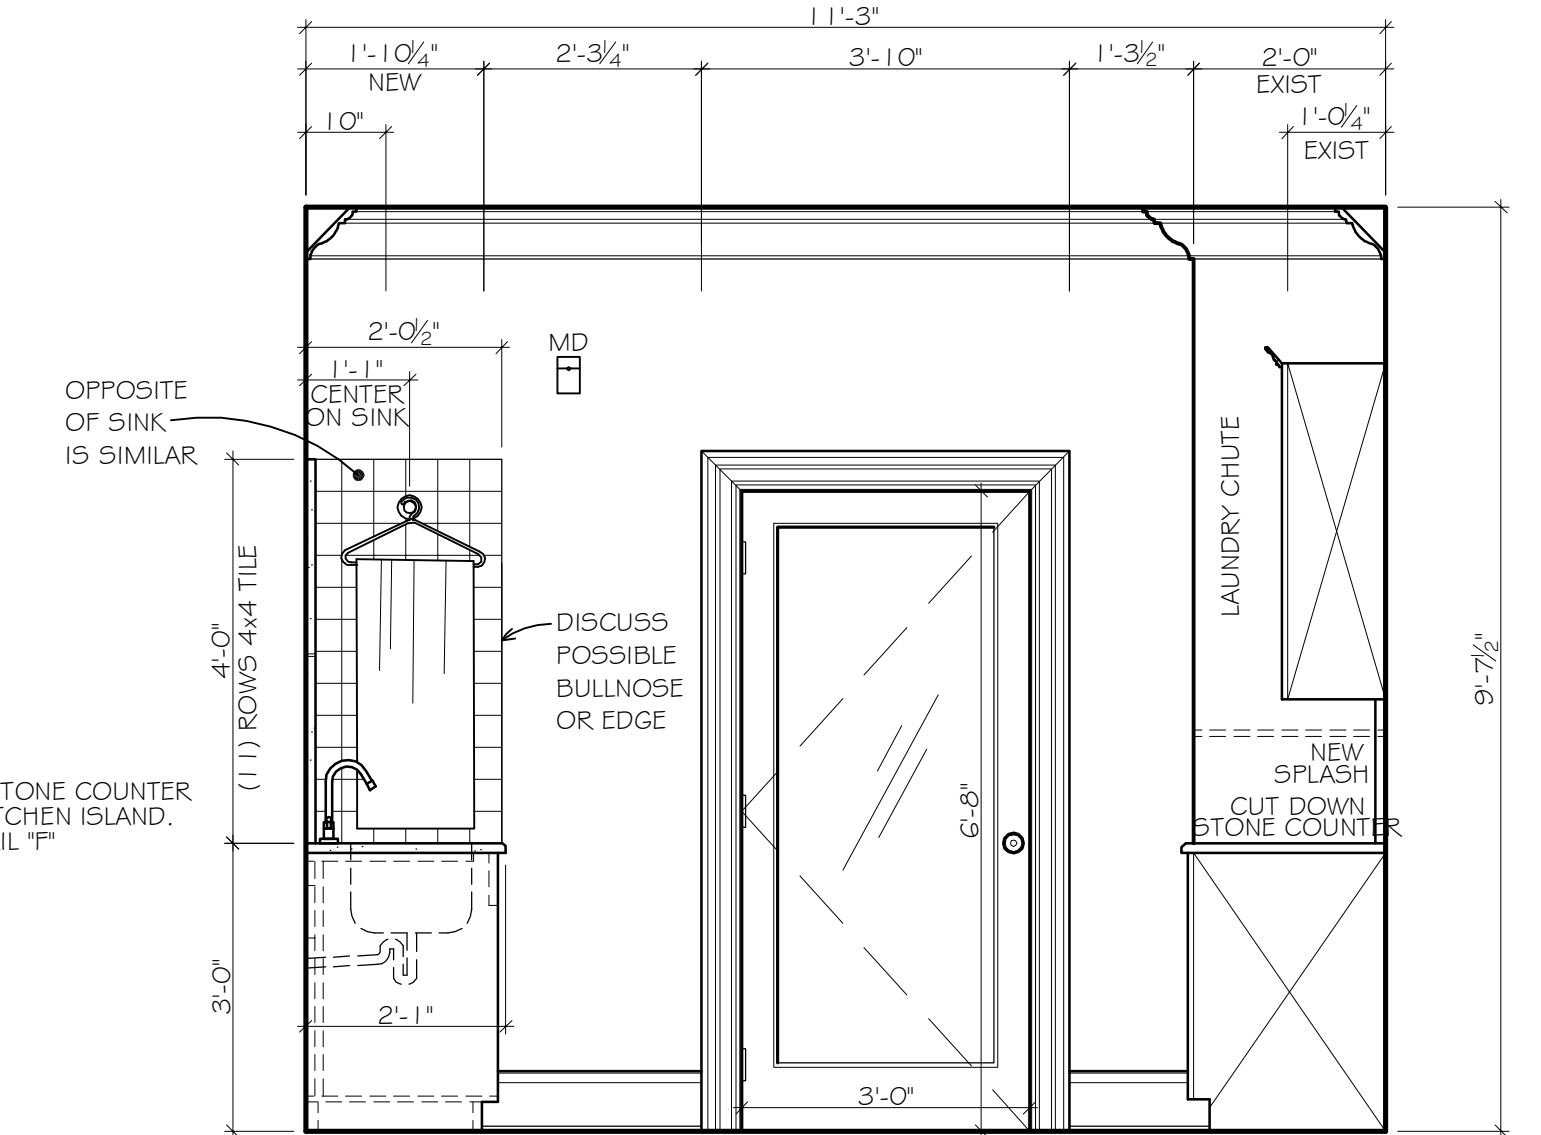 11'-3"
1'-10¼"
2'-3¼"
3'-10"
1'-3½"
2'-0"
NEW
EXIST
10"
1'-0¼"
EXIST
2'-0½"
MD
1'-1"
CENTER
ON SINK
OPPOSITE
OF SINK
IS SIMILAR
LAUNDRY CHUTE
4'-0"
(11) ROWS 4x4 TILE
DISCUSS
POSSIBLE
BULLNOSE
OR EDGE
9'-7½"
NEW
SPLASH
CUT DOWN
STONE COUNTER
TONE COUNTER
TCHEN ISLAND.
IL "F"
6'-8"
3'-0"
2'-1"
3'-0"